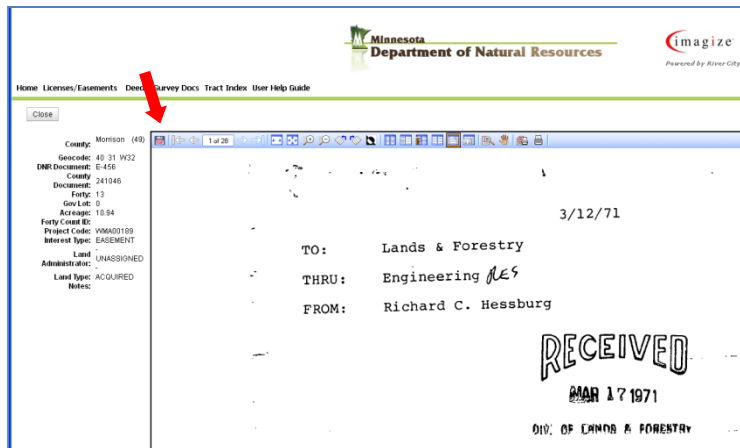 Minnesota
Department of Natural Resources
imagize
Powered by River City
Home Licenses/Easements Deeds Survey Docs Tract Index User Help Guide
Close
County: Morrison (49)
Geocode: 40 31 W32
DNR Document: E-456
County Document: 241046
Forty: 13
Gov Lot: 0
Acreage: 10.94
Forty Count ID:
Project Code: WMA00189
Interest Type: EASEMENT
Land Administrator: UNASSIGNED
Land Type: ACQUIRED
Notes:
1 of 28
3/12/71
TO: Lands & Forestry
THRU: Engineering RES
FROM: Richard C. Hessburg
RECEIVED
MAR 17 1971
DIV. OF LANDS & FORESTRY